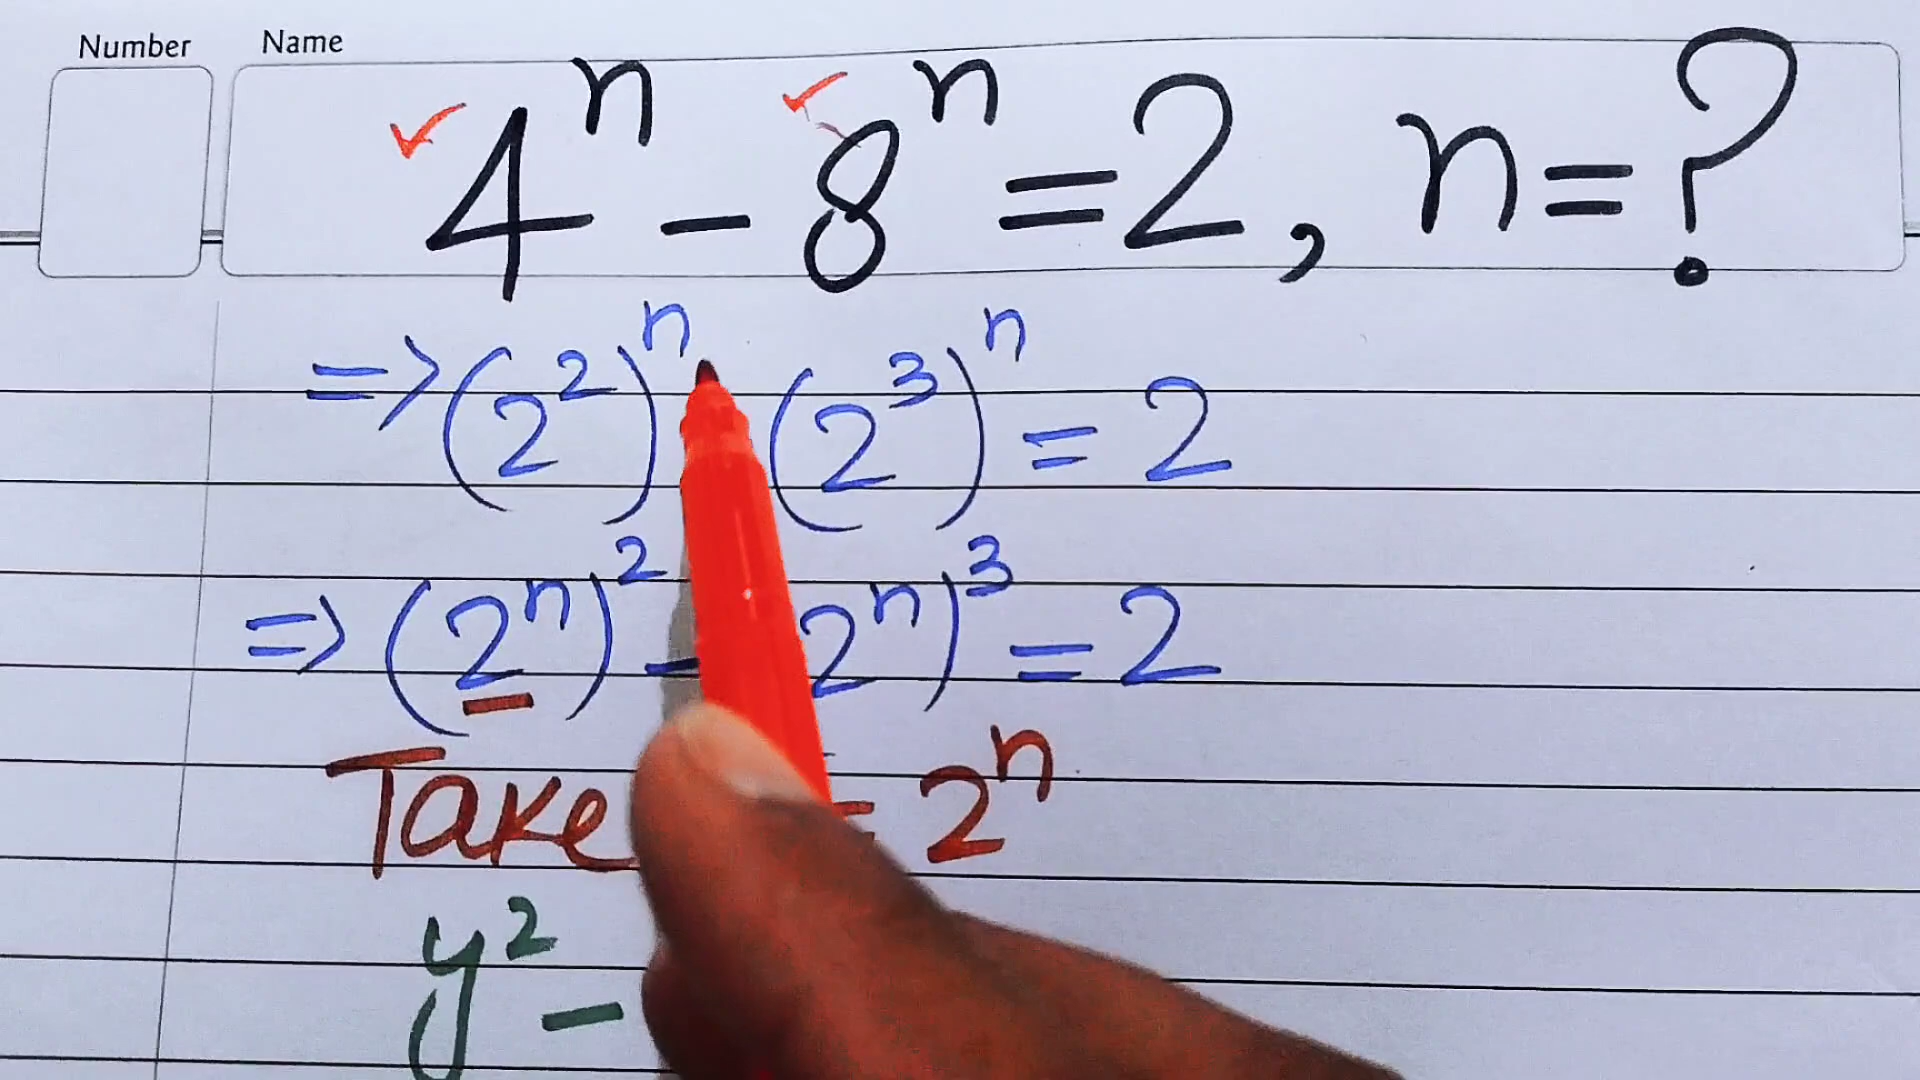 Number Name
4ⁿ - 8ⁿ = 2, n = ?
=> (2²)ⁿ (2³)ⁿ = 2
=> (2ⁿ)² - 2ⁿ)³ = 2
Take = 2ⁿ
y² -